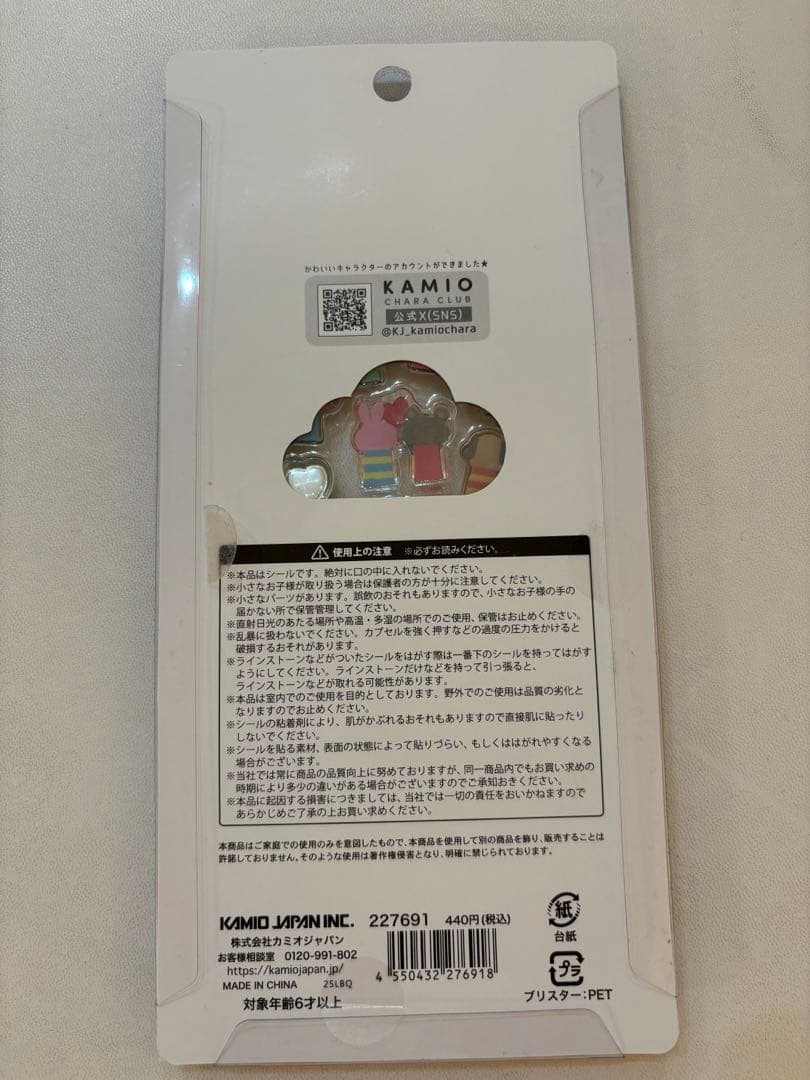 かわいいキャラクターのアカウントができました★
KAMIO
CHARA CLUB
公式X(SNS)
@KJ_kamiochara
使用上の注意 ※必ずお読みください。
※本品はシールです。絶対に口の中に入れないでください。
※小さなお子様が取り扱う場合は保護者の方が十分に注意してください。
※小さなパーツがあります。誤飲のおそれもありますので、小さなお子様の手の
届かない所で保管管理してください。
※直射日光のあたる場所や高温・多湿の場所でのご使用、保管はお止めください。
※乱暴に扱わないでください。カプセルを強く押すなどの過度の圧力をかけると
破損するおそれがあります。
※ラインストーンなどがついたシールをはがす際は一番下のシールを持ってはがす
ようにしてください。ラインストーンだけなどを持って引っ張ると、
ラインストーンなどが取れる可能性があります。
※本品は室内でのご使用を目的としております。野外でのご使用は品質の劣化と
なりますのでお止めください。
※シールの粘着剤により、肌がかぶれるおそれもありますので直接肌に貼ったり
しないでください。
※シールを貼る素材、表面の状態によって貼りづらい、もしくははがれやすくなる
場合がございます。
※当社では常に商品の品質向上に努めておりますが、同一商品内でもお買い求めの
時期により多少の違いがある場合がございますのでご承知おきください。
※本品に起因する損害につきましては、当社では一切の責任をおいかねますので
あらかじめご了承の上お買い求めください。
本商品はご家庭での使用のみを意図したもので、本商品を使用して別の商品を飾り、販売することは
許諾しておりません。そのような使用は著作権侵害となり、明確に禁じられております。
KAMIO JAPAN INC. 227691 440円(税込)
株式会社カミオジャパン
お客様相談室 0120-991-802
https://kamiojapan.jp/
MADE IN CHINA 25LBQ
対象年齢6才以上
4 550432 276918
紙
台紙
プラ
ブリスター:PET